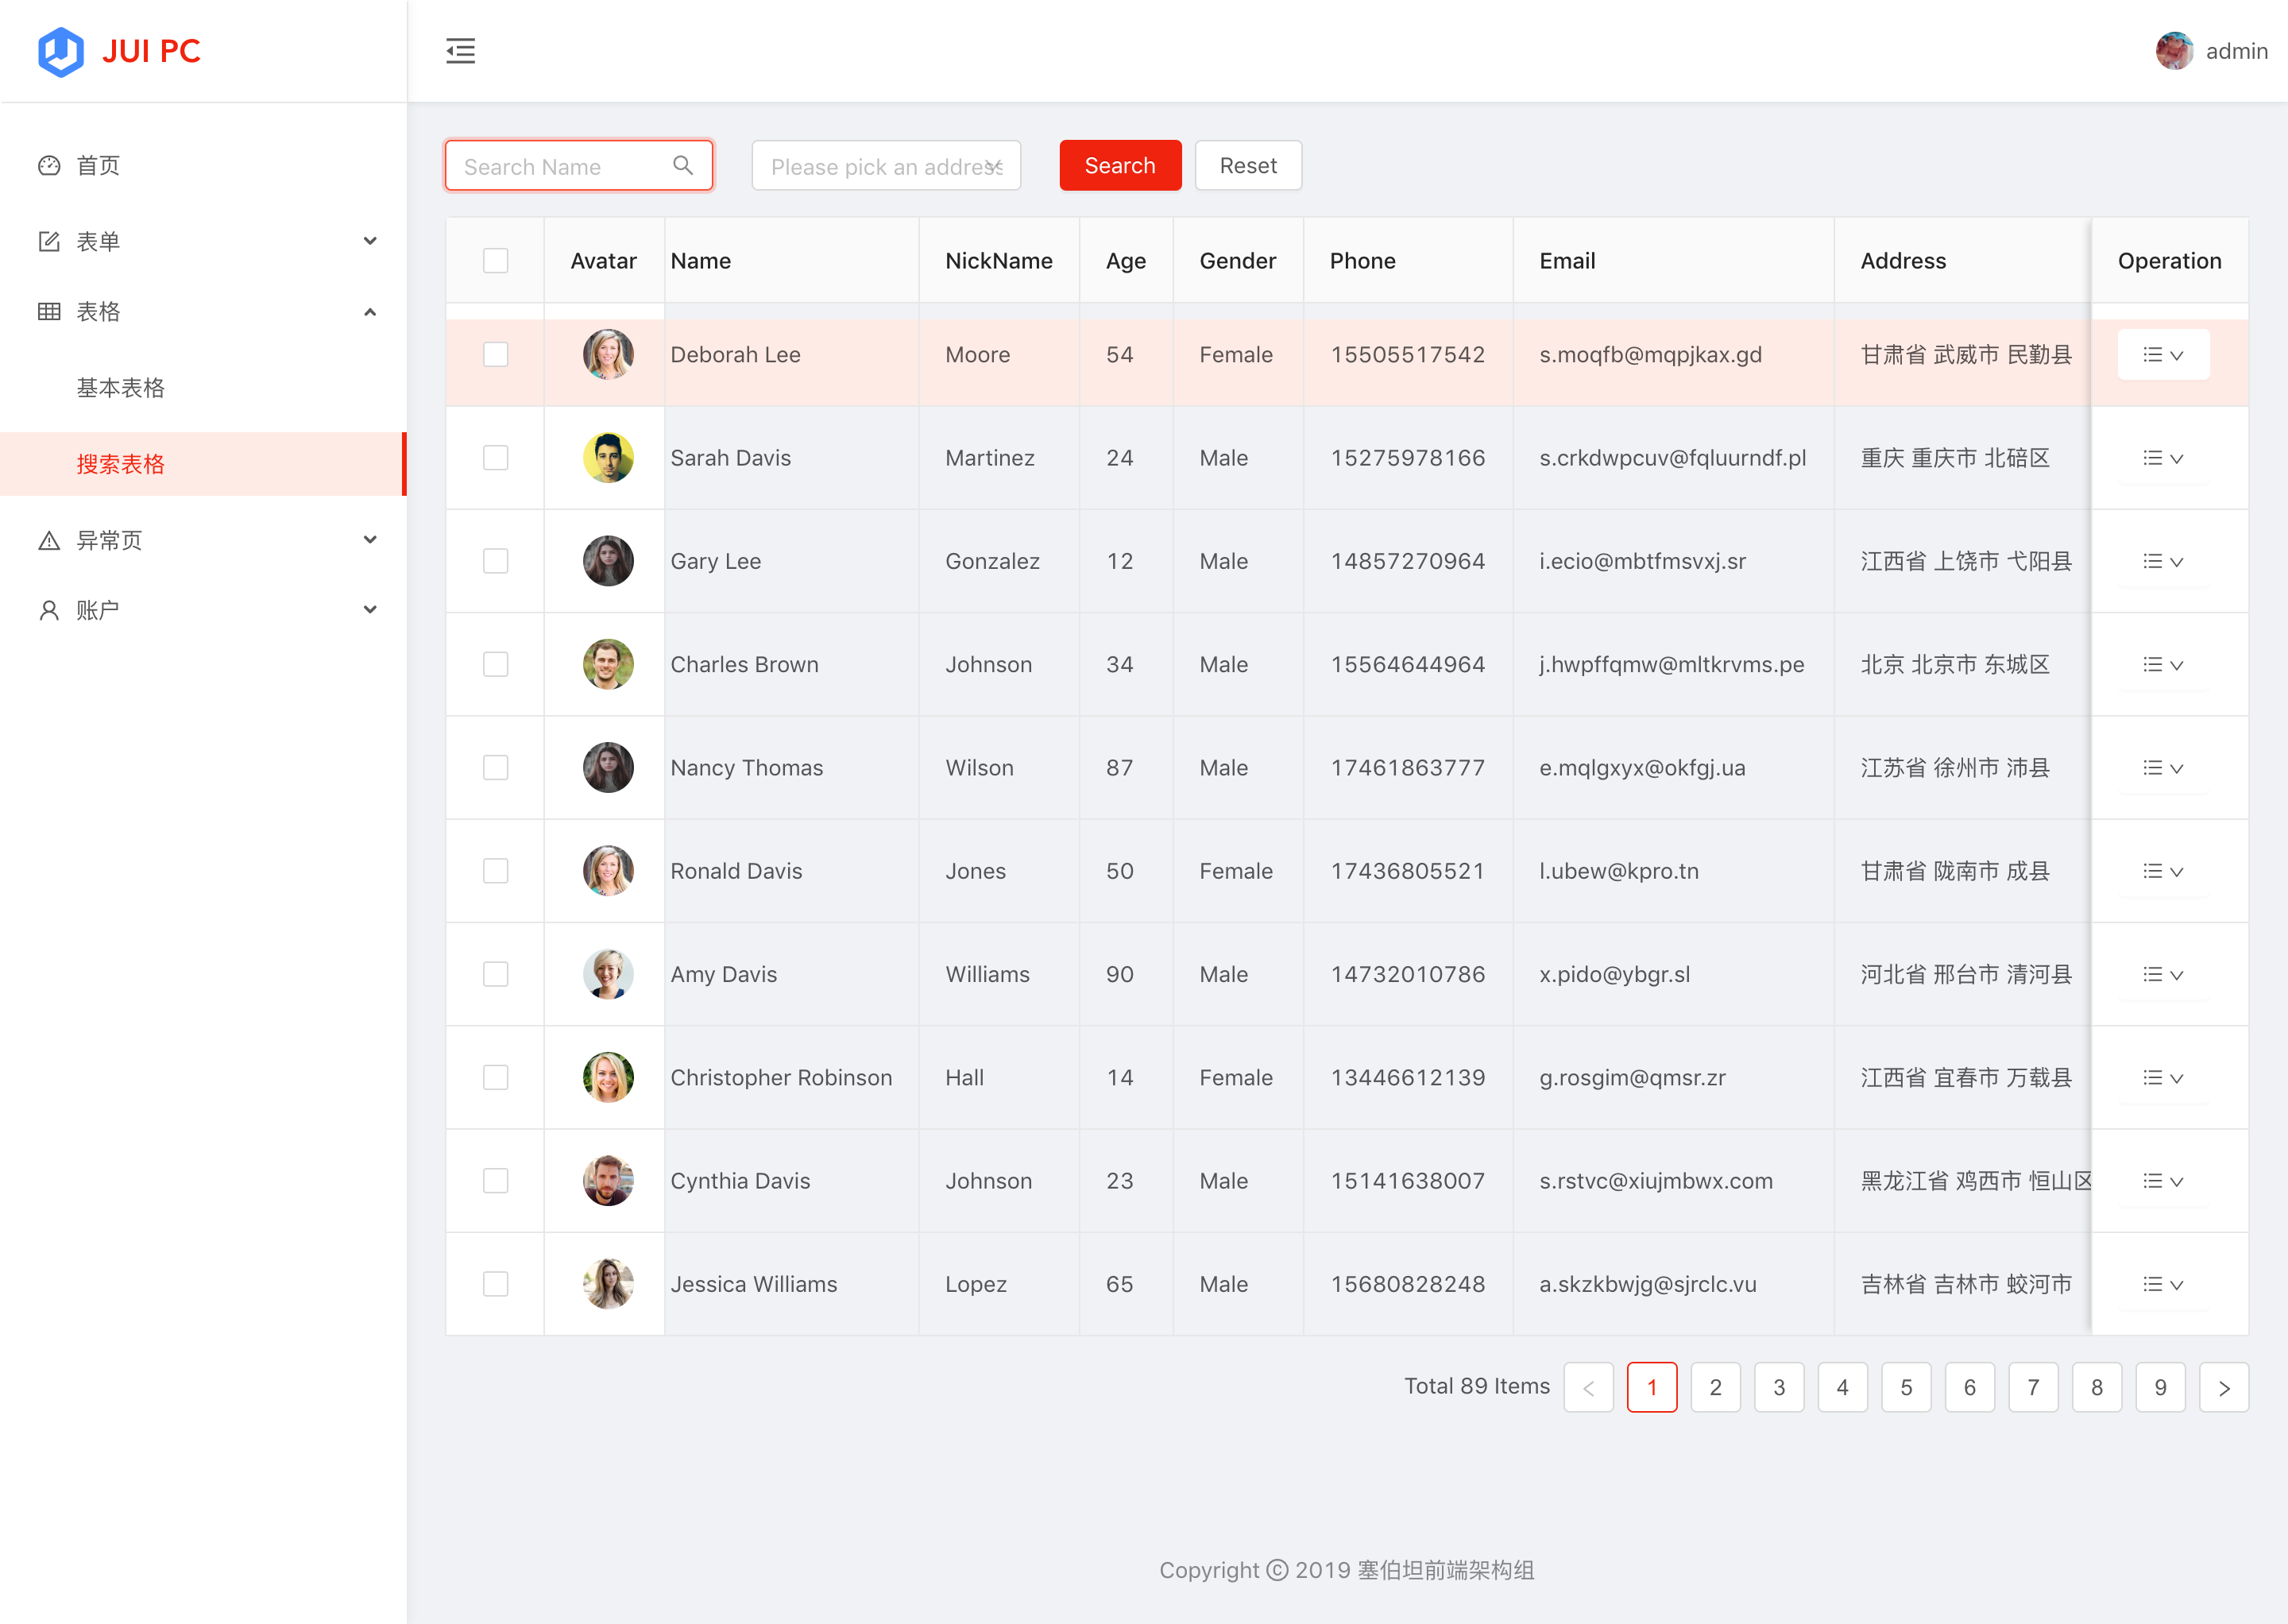 JUI PC
admin
首页
表单
表格
基本表格
搜索表格
异常页
账户
Search Name
Please pick an address
Search
Reset
Avatar Name NickName Age Gender Phone Email Address Operation
Deborah Lee Moore 54 Female 15505517542 s.moqfb@mqpjkax.gd 甘肃省 武威市 民勤县
Sarah Davis Martinez 24 Male 15275978166 s.crkdwpcuv@fqluurndf.pl 重庆 重庆市 北碚区
Gary Lee Gonzalez 12 Male 14857270964 i.ecio@mbtfmsvxj.sr 江西省 上饶市 弋阳县
Charles Brown Johnson 34 Male 15564644964 j.hwpffqmw@mltkrvms.pe 北京 北京市 东城区
Nancy Thomas Wilson 87 Male 17461863777 e.mqlgxyx@okfgj.ua 江苏省 徐州市 沛县
Ronald Davis Jones 50 Female 17436805521 l.ubew@kpro.tn 甘肃省 陇南市 成县
Amy Davis Williams 90 Male 14732010786 x.pido@ybgr.sl 河北省 邢台市 清河县
Christopher Robinson Hall 14 Female 13446612139 g.rosgim@qmsr.zr 江西省 宜春市 万载县
Cynthia Davis Johnson 23 Male 15141638007 s.rstvc@xiujmbwx.com 黑龙江省 鸡西市 恒山区
Jessica Williams Lopez 65 Male 15680828248 a.skzkbwjg@sjrclc.vu 吉林省 吉林市 蛟河市
Total 89 Items < 1 2 3 4 5 6 7 8 9 >
Copyright © 2019 塞伯坦前端架构组